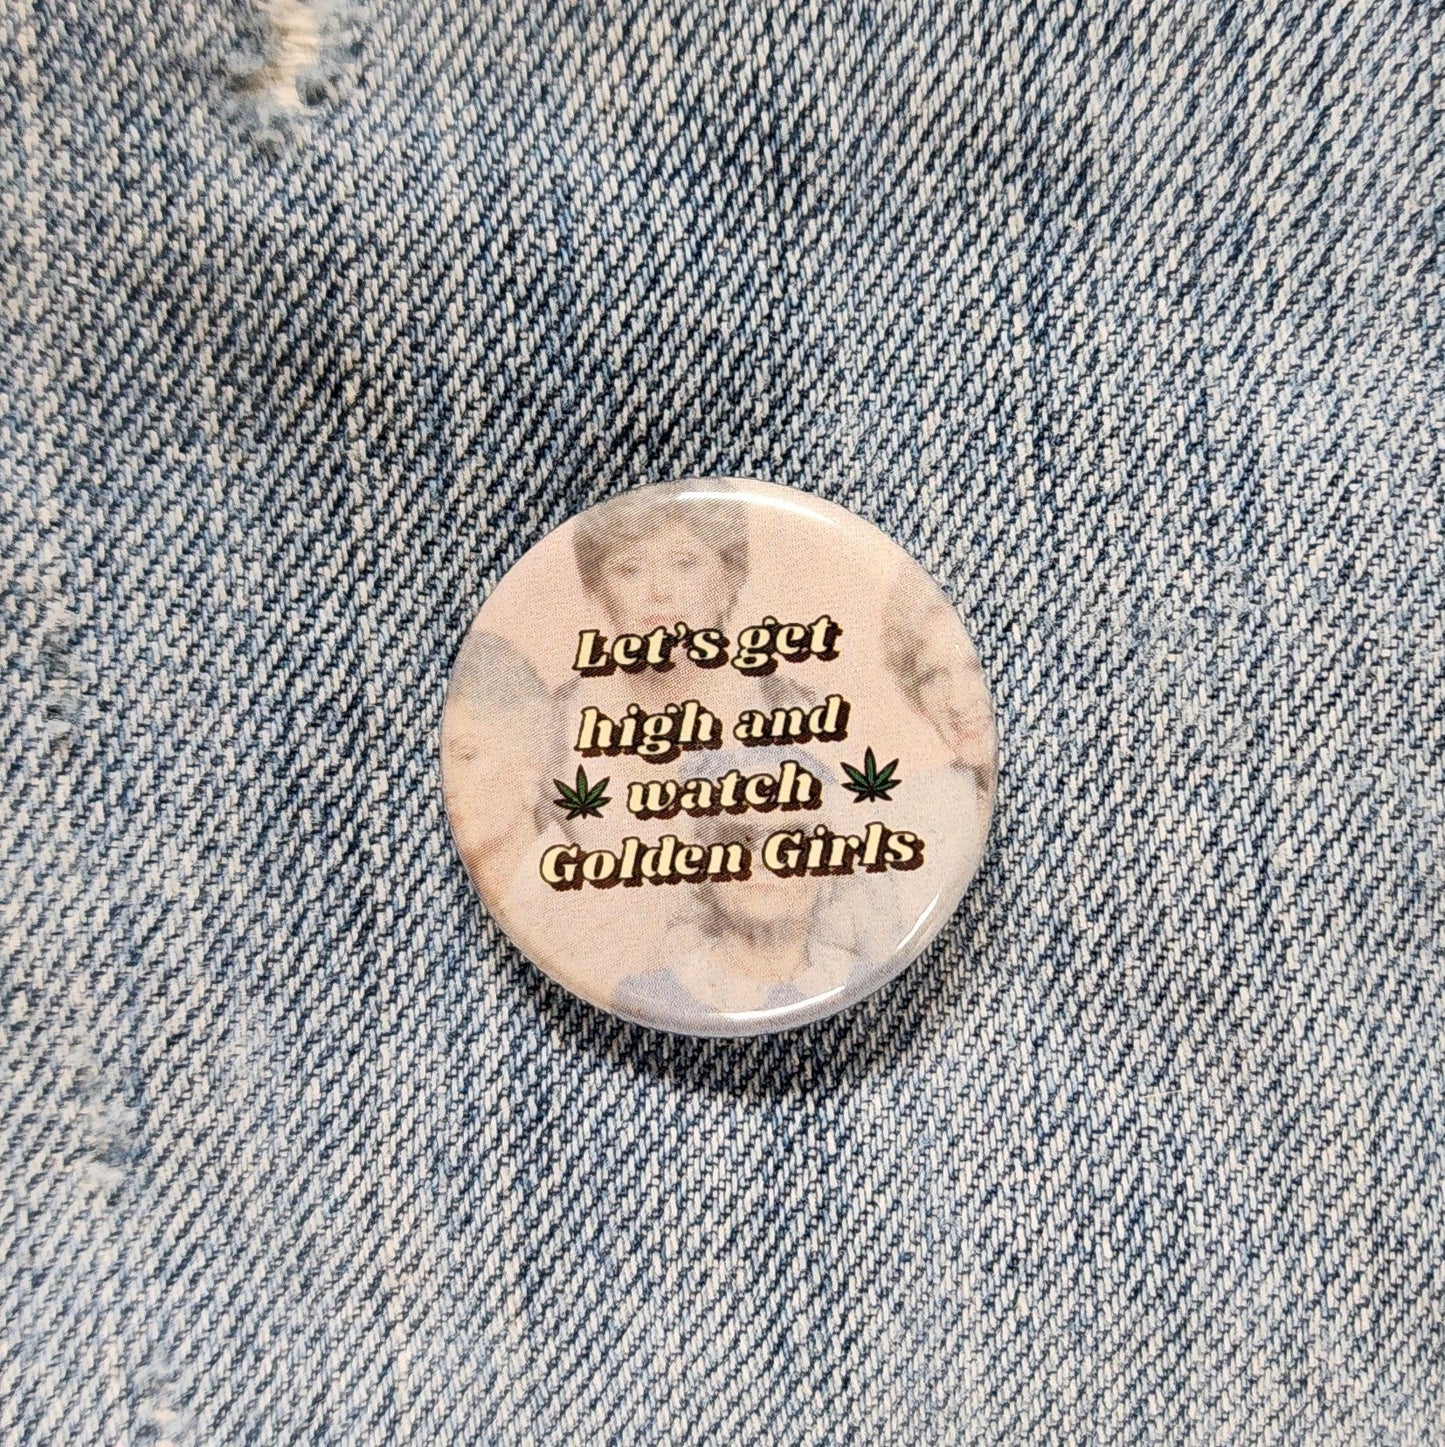 Let's get
high and
watch
Golden Girls